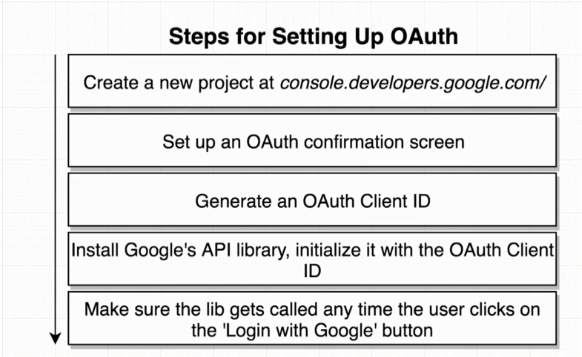 Steps for Setting Up OAuth
Create a new project at console.developers.google.com/
Set up an OAuth confirmation screen
Generate an OAuth Client ID
Install Google's API library, initialize it with the OAuth Client
ID
Make sure the lib gets called any time the user clicks on
the 'Login with Google' button